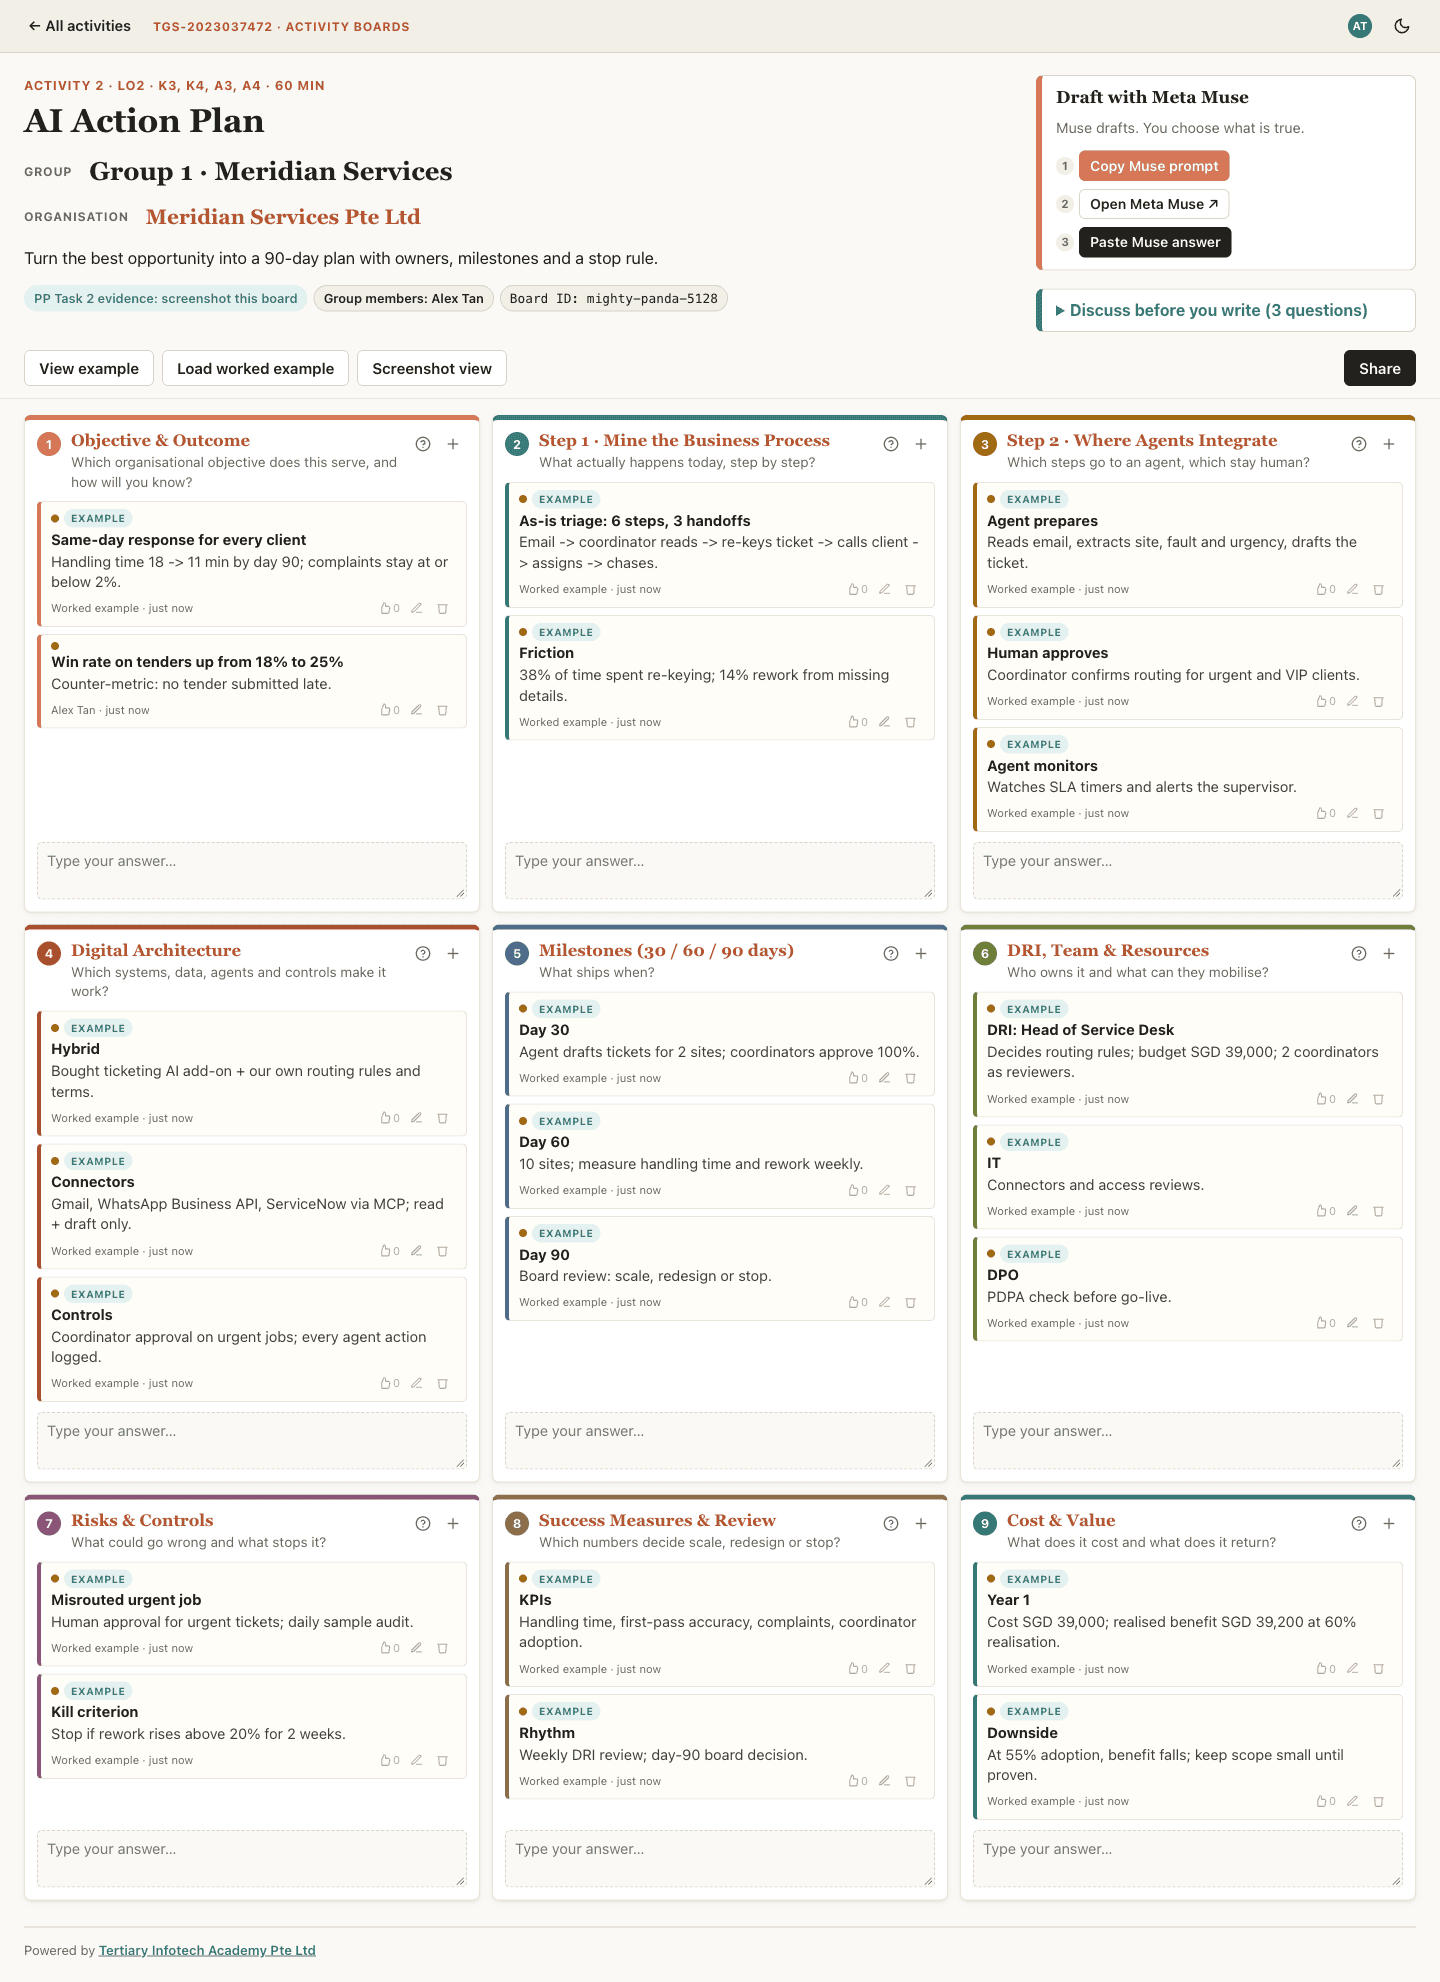 ← All activities
TGS-2023037472 · ACTIVITY BOARDS
AT
ACTIVITY 2 · LO2 · K3, K4, A3, A4 · 60 MIN
AI Action Plan
GROUP Group 1 · Meridian Services
ORGANISATION Meridian Services Pte Ltd
Turn the best opportunity into a 90-day plan with owners, milestones and a stop rule.
PP Task 2 evidence: screenshot this board
Group members: Alex Tan
Board ID: mighty-panda-5128
Draft with Meta Muse
Muse drafts. You choose what is true.
1 Copy Muse prompt
2 Open Meta Muse ↗
3 Paste Muse answer
▶ Discuss before you write (3 questions)
View example
Load worked example
Screenshot view
Share
1 Objective & Outcome
Which organisational objective does this serve, and
how will you know?
EXAMPLE
Same-day response for every client
Handling time 18 -> 11 min by day 90; complaints stay at or
below 2%.
Worked example · just now
0
Win rate on tenders up from 18% to 25%
Counter-metric: no tender submitted late.
Alex Tan · just now
0
Type your answer...
2 Step 1 · Mine the Business Process
What actually happens today, step by step?
EXAMPLE
As-is triage: 6 steps, 3 handoffs
Email -> coordinator reads -> re-keys ticket -> calls client -
> assigns -> chases.
Worked example · just now
0
EXAMPLE
Friction
38% of time spent re-keying; 14% rework from missing
details.
Worked example · just now
0
Type your answer...
3 Step 2 · Where Agents Integrate
Which steps go to an agent, which stay human?
EXAMPLE
Agent prepares
Reads email, extracts site, fault and urgency, drafts the
ticket.
Worked example · just now
0
EXAMPLE
Human approves
Coordinator confirms routing for urgent and VIP clients.
Worked example · just now
0
EXAMPLE
Agent monitors
Watches SLA timers and alerts the supervisor.
Worked example · just now
0
Type your answer...
4 Digital Architecture
Which systems, data, agents and controls make it
work?
EXAMPLE
Hybrid
Bought ticketing AI add-on + our own routing rules and
terms.
Worked example · just now
0
EXAMPLE
Connectors
Gmail, WhatsApp Business API, ServiceNow via MCP; read
+ draft only.
Worked example · just now
0
EXAMPLE
Controls
Coordinator approval on urgent jobs; every agent action
logged.
Worked example · just now
0
Type your answer...
5 Milestones (30 / 60 / 90 days)
What ships when?
EXAMPLE
Day 30
Agent drafts tickets for 2 sites; coordinators approve 100%.
Worked example · just now
0
EXAMPLE
Day 60
10 sites; measure handling time and rework weekly.
Worked example · just now
0
EXAMPLE
Day 90
Board review: scale, redesign or stop.
Worked example · just now
0
Type your answer...
6 DRI, Team & Resources
Who owns it and what can they mobilise?
EXAMPLE
DRI: Head of Service Desk
Decides routing rules; budget SGD 39,000; 2 coordinators
as reviewers.
Worked example · just now
0
EXAMPLE
IT
Connectors and access reviews.
Worked example · just now
0
EXAMPLE
DPO
PDPA check before go-live.
Worked example · just now
0
Type your answer...
7 Risks & Controls
What could go wrong and what stops it?
EXAMPLE
Misrouted urgent job
Human approval for urgent tickets; daily sample audit.
Worked example · just now
0
EXAMPLE
Kill criterion
Stop if rework rises above 20% for 2 weeks.
Worked example · just now
0
Type your answer...
8 Success Measures & Review
Which numbers decide scale, redesign or stop?
EXAMPLE
KPIs
Handling time, first-pass accuracy, complaints, coordinator
adoption.
Worked example · just now
0
EXAMPLE
Rhythm
Weekly DRI review; day-90 board decision.
Worked example · just now
0
Type your answer...
9 Cost & Value
What does it cost and what does it return?
EXAMPLE
Year 1
Cost SGD 39,000; realised benefit SGD 39,200 at 60%
realisation.
Worked example · just now
0
EXAMPLE
Downside
At 55% adoption, benefit falls; keep scope small until
proven.
Worked example · just now
0
Type your answer...
Powered by Tertiary Infotech Academy Pte Ltd